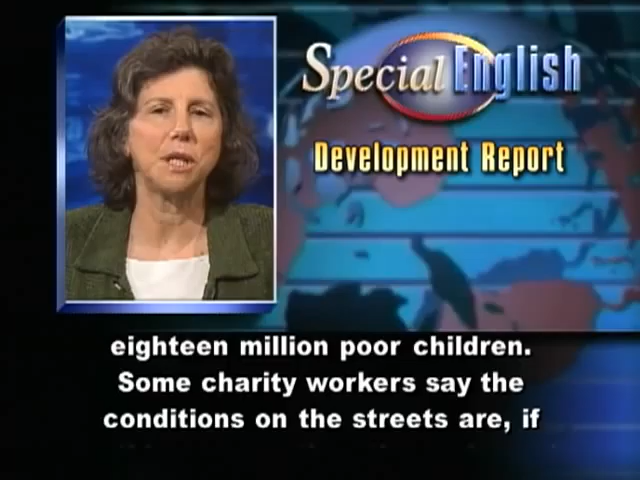 Special English
Development Report
eighteen million poor children.
Some charity workers say the
conditions on the streets are, if